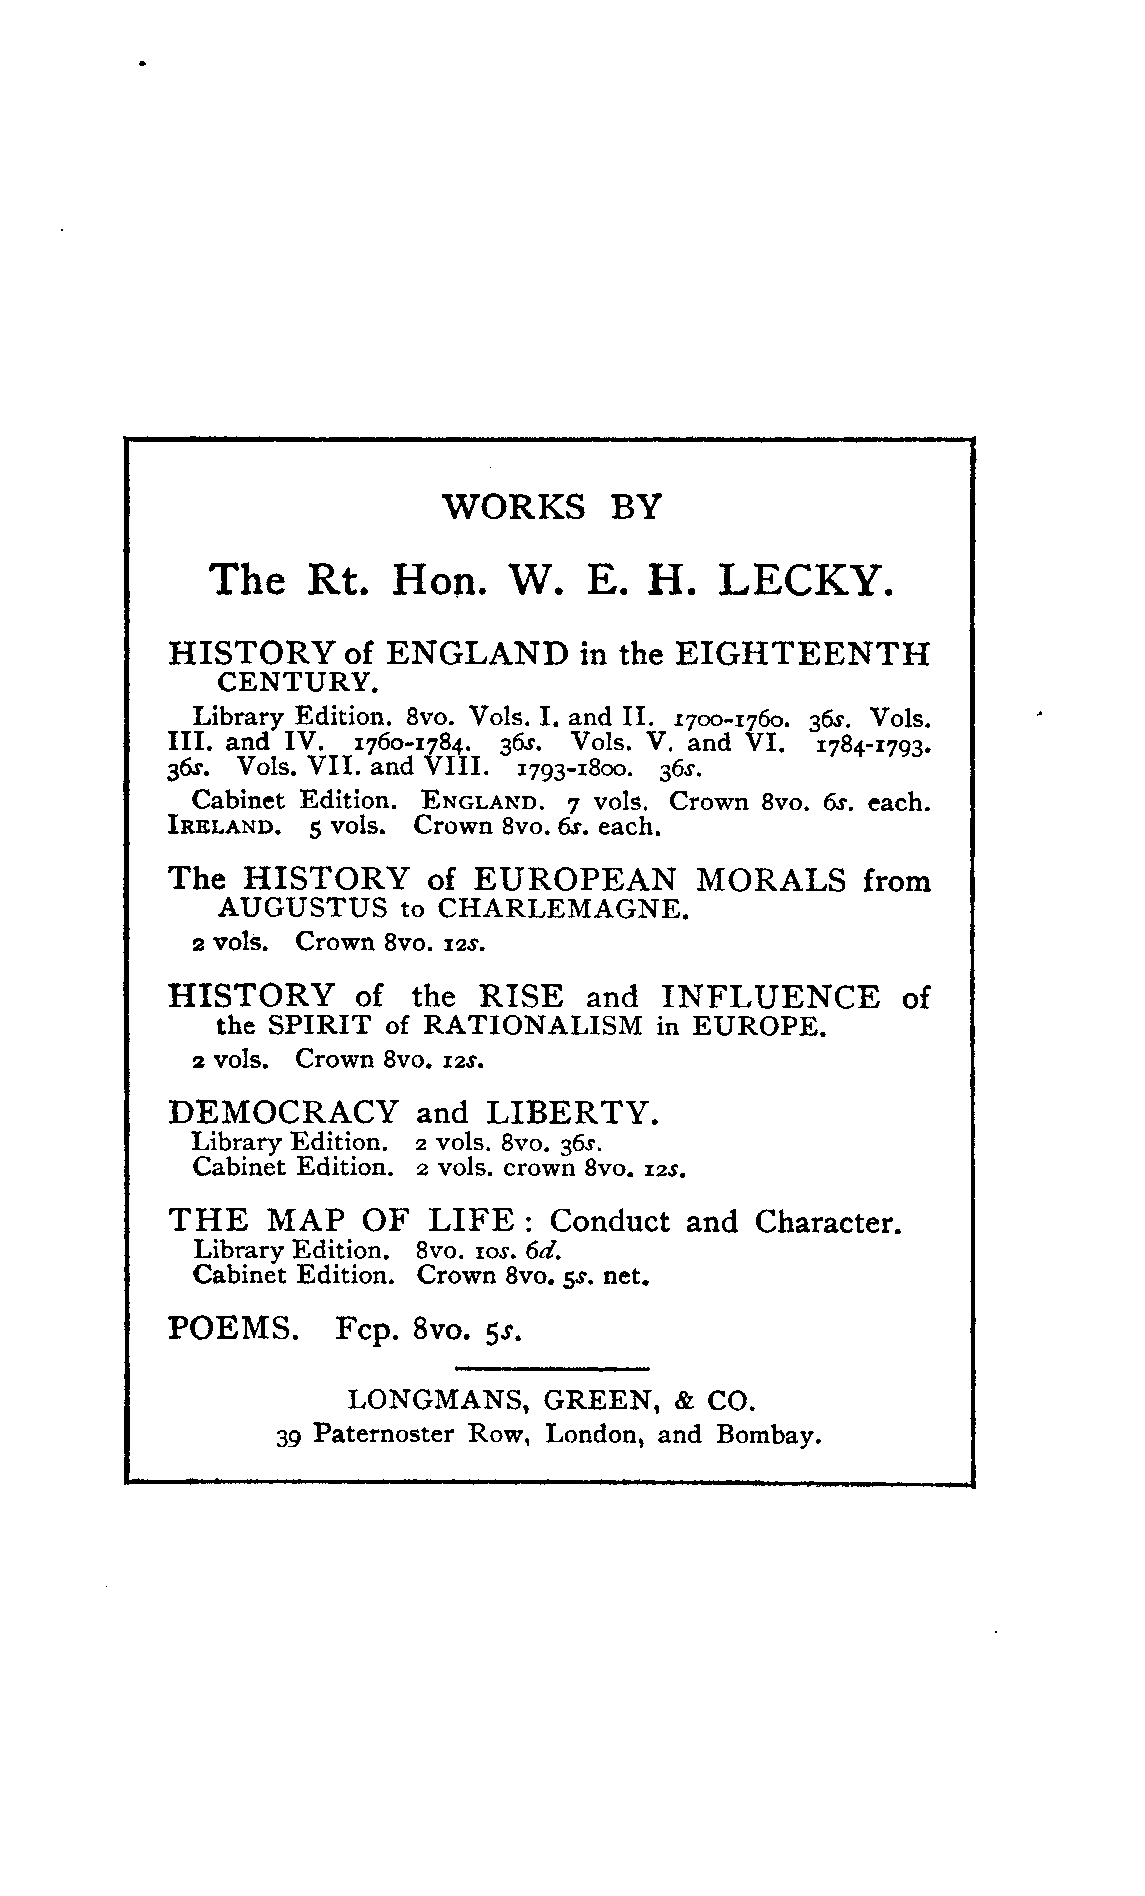 WORKS BY
The Rt. Hon. W. E. H. LECKY.
HISTORY of ENGLAND in the EIGHTEENTH
CENTURY.
Library Edition. 8vo. Vols. I. and II. 1700-1760. 36s. Vols.
III. and IV. 1760-1784. 36s. Vols. V. and VI. 1784-1793.
36s. Vols. VII. and VIII. 1793-1800. 36s.
Cabinet Edition. ENGLAND. 7 vols. Crown 8vo. 6s. each.
IRELAND. 5 vols. Crown 8vo. 6s. each.
The HISTORY of EUROPEAN MORALS from
AUGUSTUS to CHARLEMAGNE.
2 vols. Crown 8vo. 12s.
HISTORY of the RISE and INFLUENCE of
the SPIRIT of RATIONALISM in EUROPE.
2 vols. Crown 8vo. 12s.
DEMOCRACY and LIBERTY.
Library Edition. 2 vols. 8vo. 36s.
Cabinet Edition. 2 vols. crown 8vo. 12s.
THE MAP OF LIFE : Conduct and Character.
Library Edition. 8vo. 10s. 6d.
Cabinet Edition. Crown 8vo. 5s. net.
POEMS. Fcp. 8vo. 5s.
LONGMANS, GREEN, & CO.
39 Paternoster Row, London, and Bombay.